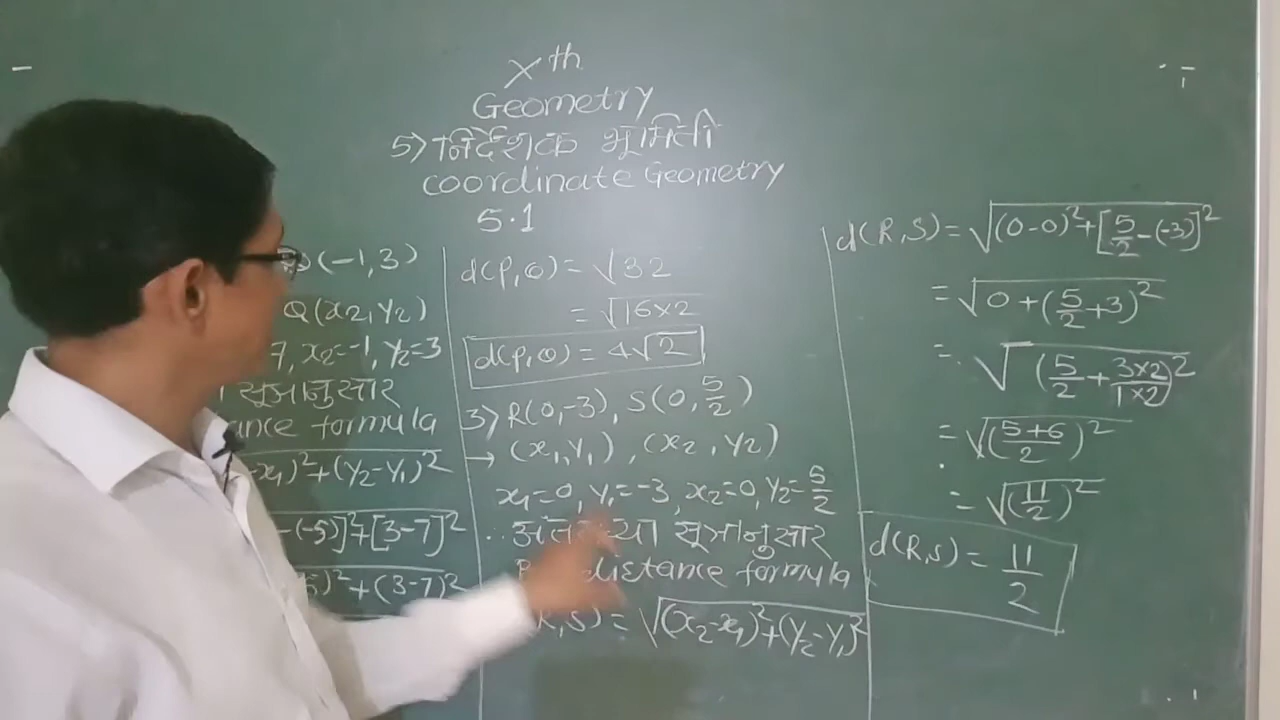 Xth
Geometry
5) निर्देशक भूमिती
coordinate Geometry
5.1
(-1,3)
Q(x2, y2)
7, x2=-1, y2=3
सूत्रानुसार
ance formula
-x1)²+(y2-y1)²
-(-5)]²+[3-7]²
)²+(3-7)²
d(P,Q) = √32
= √16×2
d(P,Q) = 4√2
3) R(0,-3), S(0, 5/2)
→ (x1,y1), (x2, y2)
x1=0, y1=-3, x2=0, y2=5/2
∴ सूत्रानुसार
distance formula
R,S) = √(x2-x1)²+(y2-y1)²
d(R,S) = √(0-0)²+[5/2-(-3)]²
= √0+(5/2+3)²
= √(5/2+3×2/1×2)²
= √(5+6/2)²
= √(11/2)²
d(R,S) = 11/2